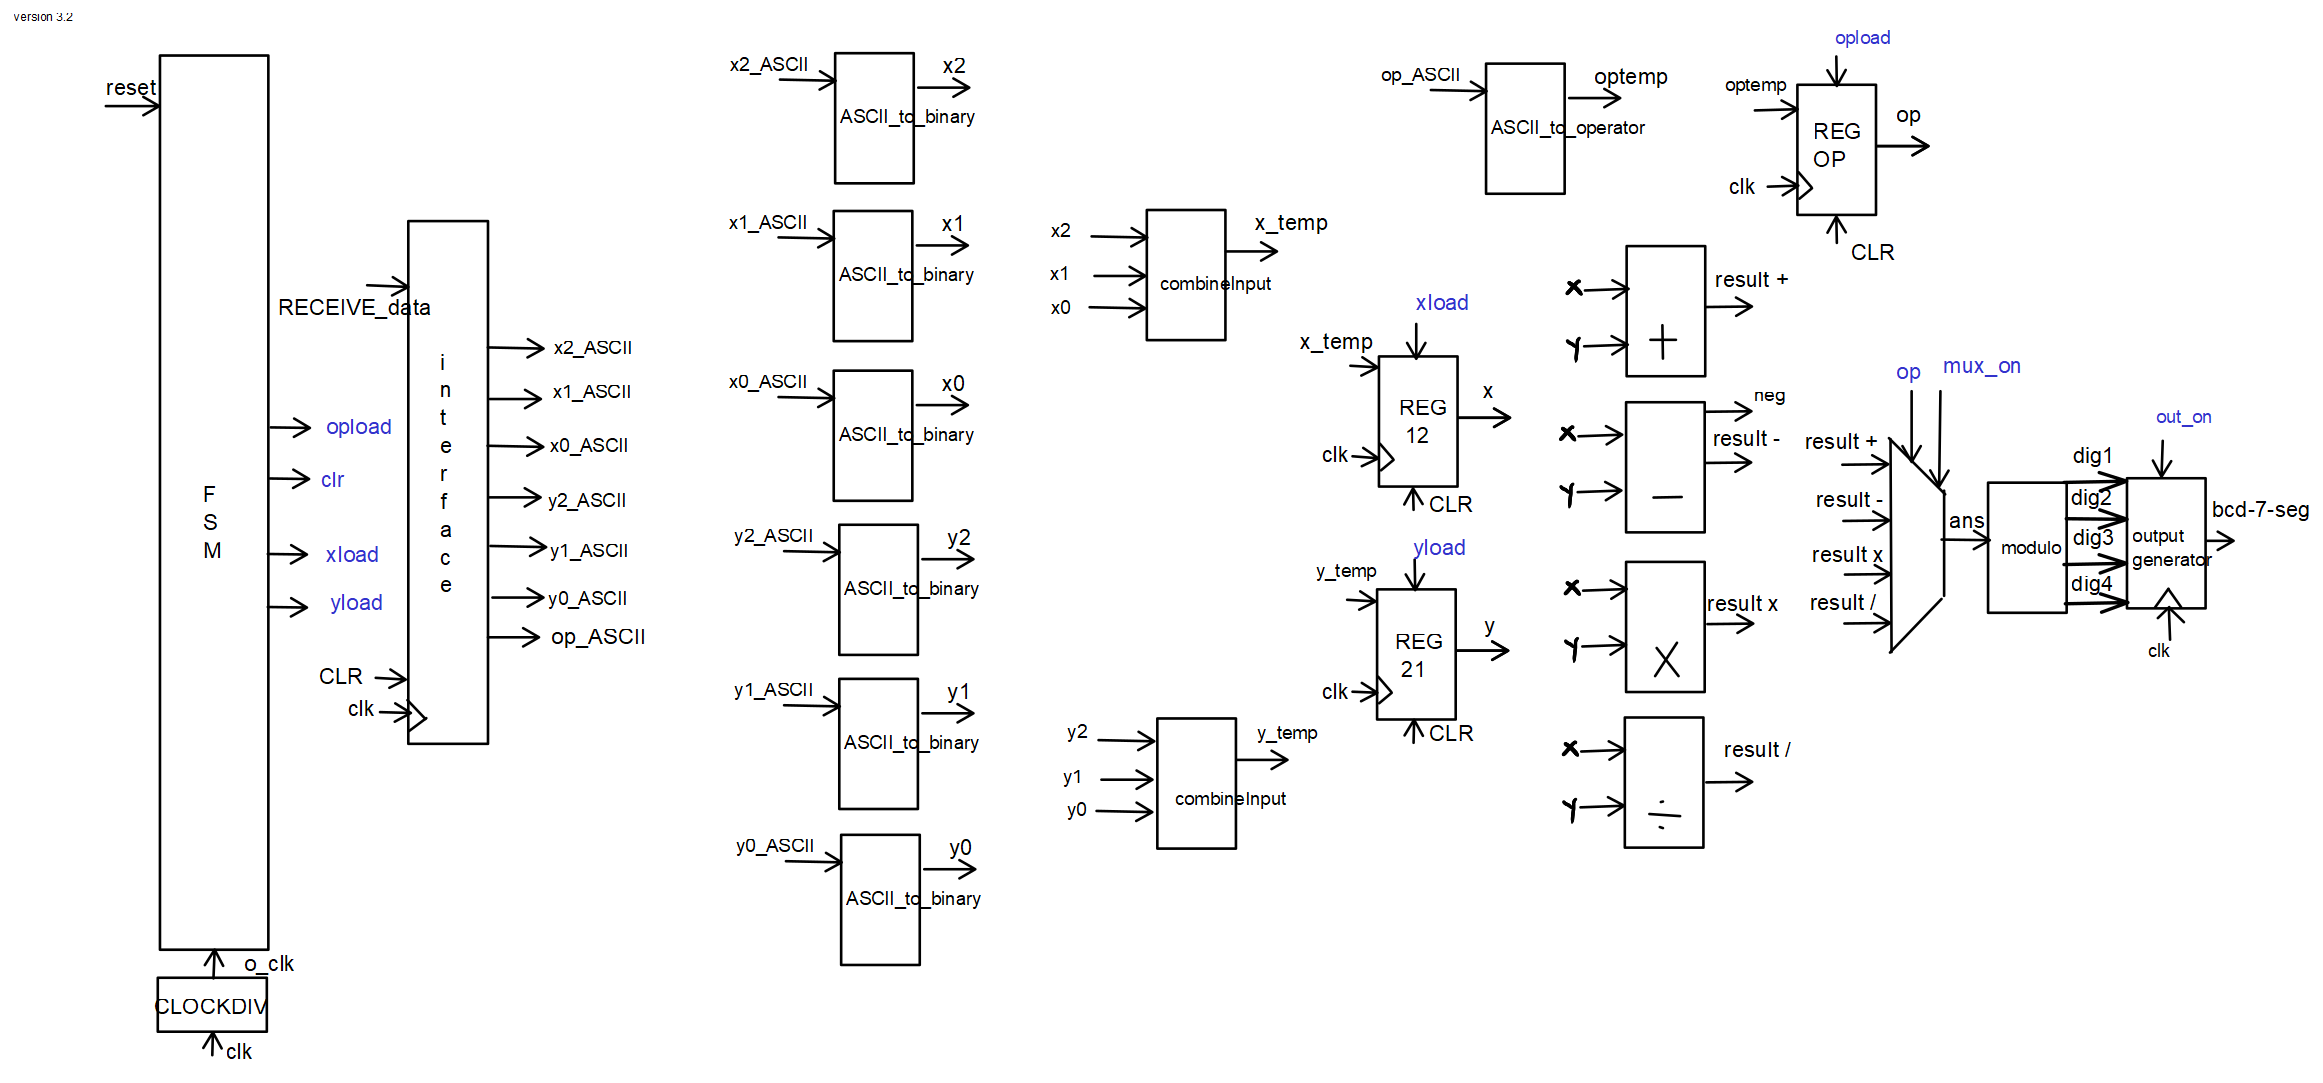 version 3.2
reset
F
S
M
opload
clr
xload
yload
o_clk
CLOCKDIV
clk
RECEIVE_data
i
n
t
e
r
f
a
c
e
CLR
clk
x2_ASCII
x1_ASCII
x0_ASCII
y2_ASCII
y1_ASCII
y0_ASCII
op_ASCII
x2_ASCII
x2
ASCII_to_binary
x1_ASCII
x1
ASCII_to_binary
x0_ASCII
x0
ASCII_to_binary
y2_ASCII
y2
ASCII_to_binary
y1_ASCII
y1
ASCII_to_binary
y0_ASCII
y0
ASCII_to_binary
x2
x1
x0
x_temp
combineInput
y2
y1
y0
y_temp
combineInput
xload
x_temp
REG
12
x
clk
CLR
yload
y_temp
REG
21
y
clk
CLR
op_ASCII
optemp
ASCII_to_operator
opload
optemp
REG
OP
op
clk
CLR
X
Y
+
result +
X
Y
—
neg
result -
X
Y
X
result x
X
Y
÷
result /
op
mux_on
result +
result -
result x
result /
ans
modulo
dig1
dig2
dig3
dig4
out_on
output
generator
clk
bcd-7-seg